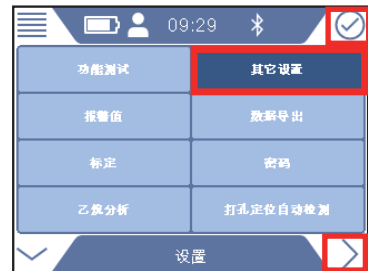 09:29
功能测试
其它设置
报警值
数据导出
标定
密码
乙烷分析
打孔定位自动检测
设置